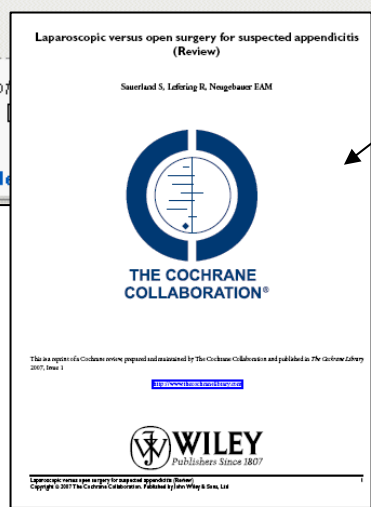 Laparoscopic versus open surgery for suspected appendicitis
(Review)
Sauerland S, Lefering R, Neugebauer EAM
THE COCHRANE
COLLABORATION®
This is a reprint of a Cochrane review, prepared and maintained by The Cochrane Collaboration and published in The Cochrane Library
2007, Issue 1
http://www.thecochranelibrary.com
WILEY
Publishers Since 1807
Laparoscopic versus open surgery for suspected appendicitis (Review) 1
Copyright © 2007 The Cochrane Collaboration. Published by John Wiley & Sons, Ltd